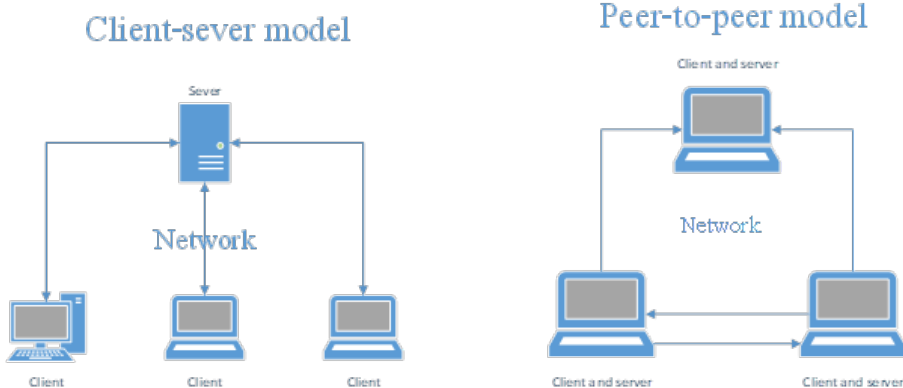 Client-sever model
Sever
Network
Client
Client
Client
Peer-to-peer model
Client and server
Network
Client and server
Client and server